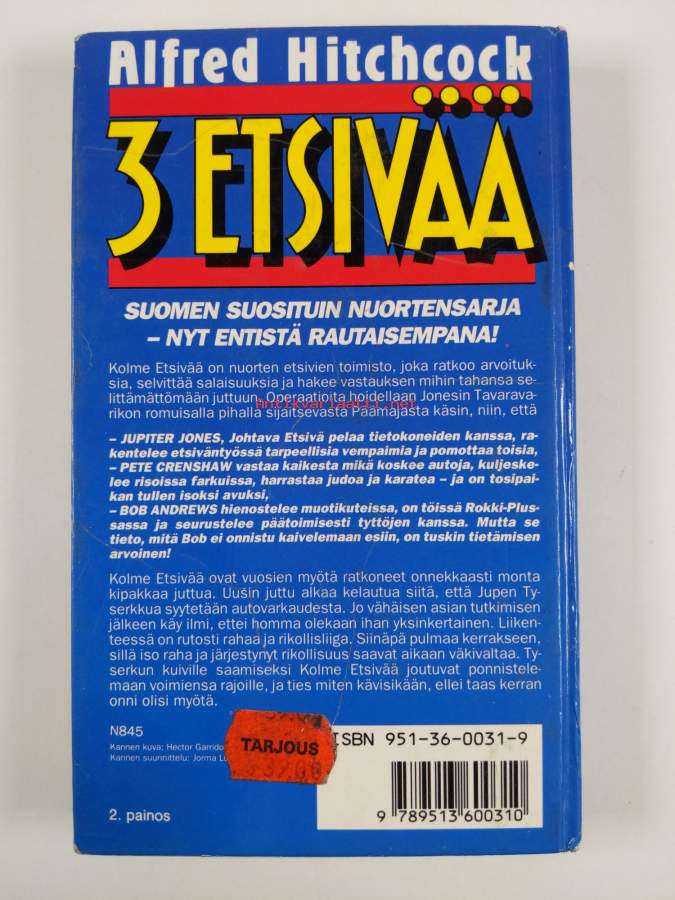 Alfred Hitchcock
3 ETSIVÄÄ
SUOMEN SUOSITUIN NUORTENSARJA
– NYT ENTISTÄ RAUTAISEMPANA!
Kolme Etsivää on nuorten etsivien toimisto, joka ratkoo arvoituk-
sia, selvittää salaisuuksia ja hakee vastauksen mihin tahansa se-
littämättömään juttuun. Operaatioita hoidellaan Jonesin Tavarava-
rikon romuisalla pihalla sijaitsevasta Päämajasta käsin, niin, että
antikvariaatti.net
– JUPITER JONES, Johtava Etsivä pelaa tietokoneiden kanssa, ra-
kentelee etsiväntyössä tarpeellisia vempaimia ja pomottaa toisia,
– PETE CRENSHAW vastaa kaikesta mikä koskee autoja, kuljeske-
lee risoissa farkuissa, harrastaa judoa ja karatea – ja on tosipai-
kan tullen isoksi avuksi,
– BOB ANDREWS hienostelee muotikuteissa, on töissä Rokki-Plus-
sassa ja seurustelee päätoimisesti tyttöjen kanssa. Mutta se
tieto, mitä Bob ei onnistu kaivelemaan esiin, on tuskin tietämisen
arvoinen!
Kolme Etsivää ovat vuosien myötä ratkoneet onnekkaasti monta
kipakkaa juttua. Uusin juttu alkaa kelautua siitä, että Jupen Ty-
serkkua syytetään autovarkaudesta. Jo vähäisen asian tutkimisen
jälkeen käy ilmi, ettei homma olekaan ihan yksinkertainen. Liiken-
teessä on rutosti rahaa ja rikollisliiga. Siinäpä pulmaa kerrakseen,
sillä iso raha ja järjestynyt rikollisuus saavat aikaan väkivaltaa. Ty-
serkun kuiville saamiseksi Kolme Etsivää joutuvat ponnistele-
maan voimiensa rajoille, ja ties miten kävisikään, ellei taas kerran
onni olisi myötä.
N845
Kannen kuva: Hector Garrido
Kannen suunnittelu: Jorma
TARJOUS
39.00
ISBN 951-36-0031-9
9 789513 600310
2. painos